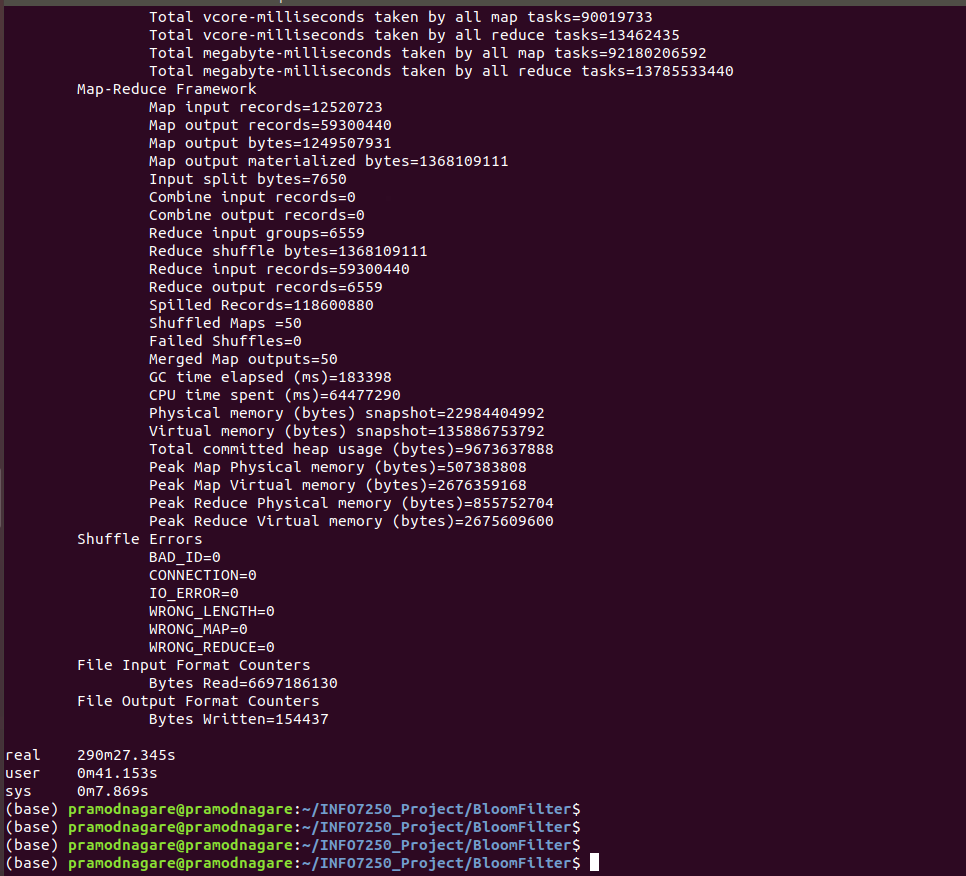 Total vcore-milliseconds taken by all map tasks=90019733
Total vcore-milliseconds taken by all reduce tasks=13462435
Total megabyte-milliseconds taken by all map tasks=92180206592
Total megabyte-milliseconds taken by all reduce tasks=13785533440
Map-Reduce Framework
Map input records=12520723
Map output records=59300440
Map output bytes=1249507931
Map output materialized bytes=1368109111
Input split bytes=7650
Combine input records=0
Combine output records=0
Reduce input groups=6559
Reduce shuffle bytes=1368109111
Reduce input records=59300440
Reduce output records=6559
Spilled Records=118600880
Shuffled Maps =50
Failed Shuffles=0
Merged Map outputs=50
GC time elapsed (ms)=183398
CPU time spent (ms)=64477290
Physical memory (bytes) snapshot=22984404992
Virtual memory (bytes) snapshot=135886753792
Total committed heap usage (bytes)=9673637888
Peak Map Physical memory (bytes)=507383808
Peak Map Virtual memory (bytes)=2676359168
Peak Reduce Physical memory (bytes)=855752704
Peak Reduce Virtual memory (bytes)=2675609600
Shuffle Errors
BAD_ID=0
CONNECTION=0
IO_ERROR=0
WRONG_LENGTH=0
WRONG_MAP=0
WRONG_REDUCE=0
File Input Format Counters
Bytes Read=6697186130
File Output Format Counters
Bytes Written=154437
real 290m27.345s
user 0m41.153s
sys 0m7.869s
(base) pramodnagare@pramodnagare:~/INFO7250_Project/BloomFilter$
(base) pramodnagare@pramodnagare:~/INFO7250_Project/BloomFilter$
(base) pramodnagare@pramodnagare:~/INFO7250_Project/BloomFilter$
(base) pramodnagare@pramodnagare:~/INFO7250_Project/BloomFilter$